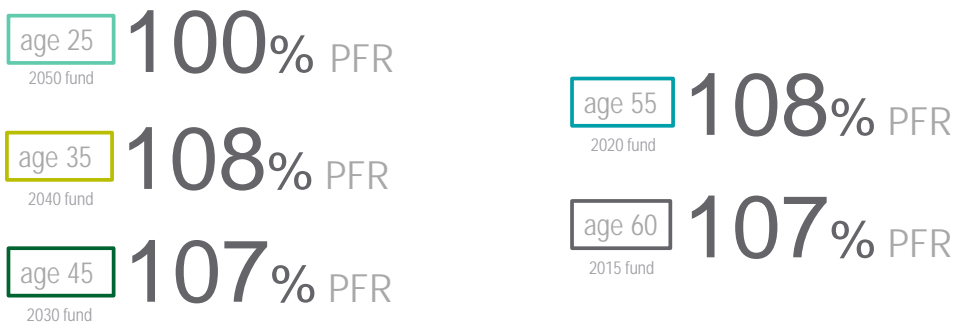 age 25 100% PFR
2050 fund
age 35 108% PFR
2040 fund
age 45 107% PFR
2030 fund
age 55 108% PFR
2020 fund
age 60 107% PFR
2015 fund